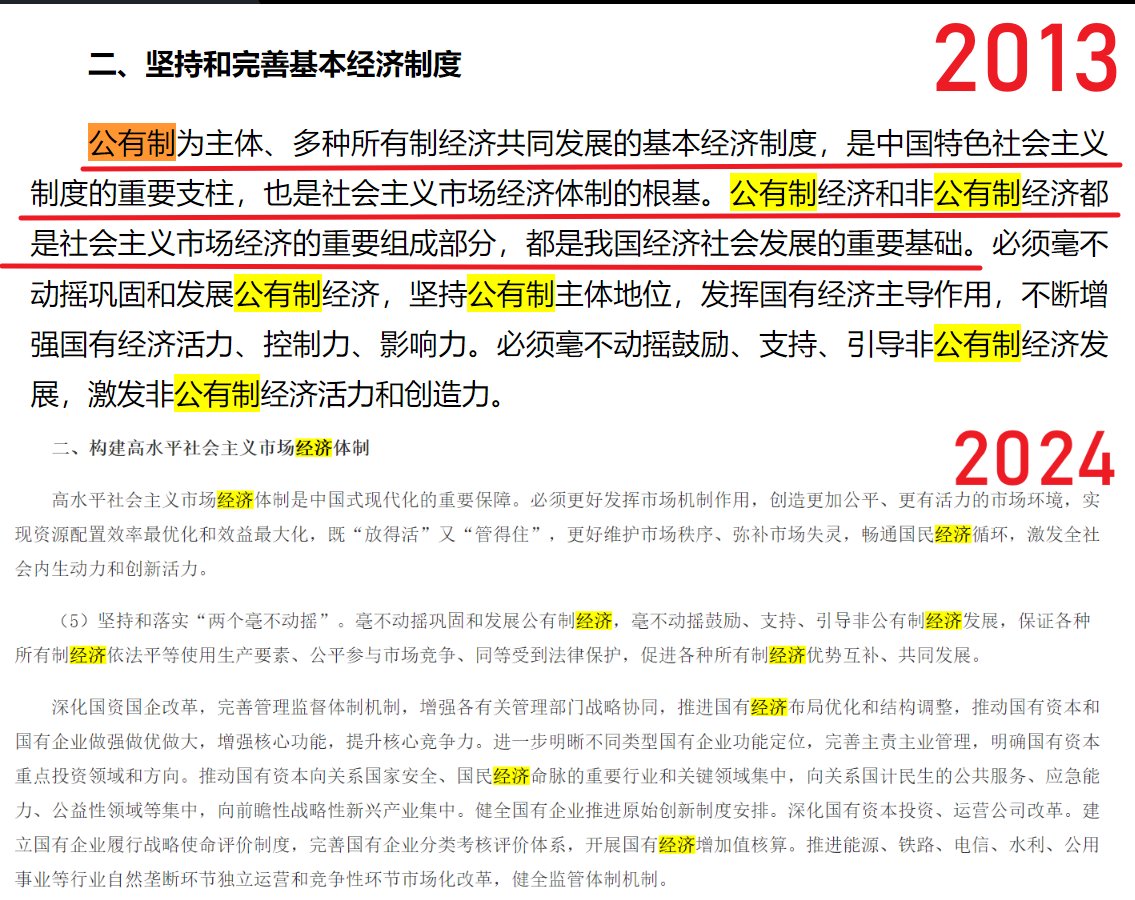 2013
二、坚持和完善基本经济制度
公有制为主体、多种所有制经济共同发展的基本经济制度，是中国特色社会主义
制度的重要支柱，也是社会主义市场经济体制的根基。公有制经济和非公有制经济都
是社会主义市场经济的重要组成部分，都是我国经济社会发展的重要基础。必须毫不
动摇巩固和发展公有制经济，坚持公有制主体地位，发挥国有经济主导作用，不断增
强国有经济活力、控制力、影响力。必须毫不动摇鼓励、支持、引导非公有制经济发
展，激发非公有制经济活力和创造力。
2024
二、构建高水平社会主义市场经济体制
高水平社会主义市场经济体制是中国式现代化的重要保障。必须更好发挥市场机制作用，创造更加公平、更有活力的市场环境，实
现资源配置效率最优化和效益最大化，既“放得活”又“管得住”，更好维护市场秩序、弥补市场失灵，畅通国民经济循环，激发全社
会内生动力和创新活力。
（5）坚持和落实“两个毫不动摇”。毫不动摇巩固和发展公有制经济，毫不动摇鼓励、支持、引导非公有制经济发展，保证各种
所有制经济依法平等使用生产要素、公平参与市场竞争、同等受到法律保护，促进各种所有制经济优势互补、共同发展。
深化国资国企改革，完善管理监督体制机制，增强各有关管理部门战略协同，推进国有经济布局优化和结构调整，推动国有资本和
国有企业做强做优做大，增强核心功能，提升核心竞争力。进一步明晰不同类型国有企业功能定位，完善主责主业管理，明确国有资本
重点投资领域和方向。推动国有资本向关系国家安全、国民经济命脉的重要行业和关键领域集中，向关系国计民生的公共服务、应急能
力、公益性领域等集中，向前瞻性战略性新兴产业集中。健全国有企业推进原始创新制度安排。深化国有资本投资、运营公司改革。建
立国有企业履行战略使命评价制度，完善国有企业分类考核评价体系，开展国有经济增加值核算。推进能源、铁路、电信、水利、公用
事业等行业自然垄断环节独立运营和竞争性环节市场化改革，健全监管体制机制。